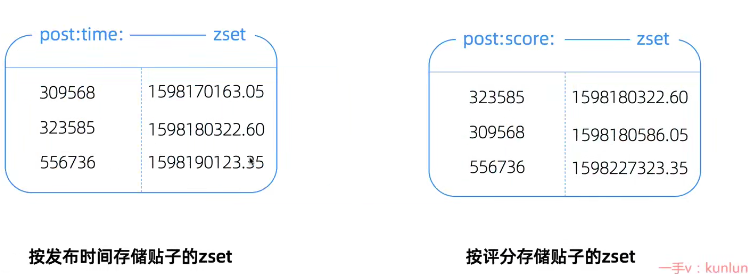 post:time: zset
309568 1598170163.05
323585 1598180322.60
556736 1598190123.35
按发布时间存储贴子的zset
post:score: zset
323585 1598180322.60
309568 1598180586.05
556736 1598227323.35
按评分存储贴子的zset
一手v：kunlun